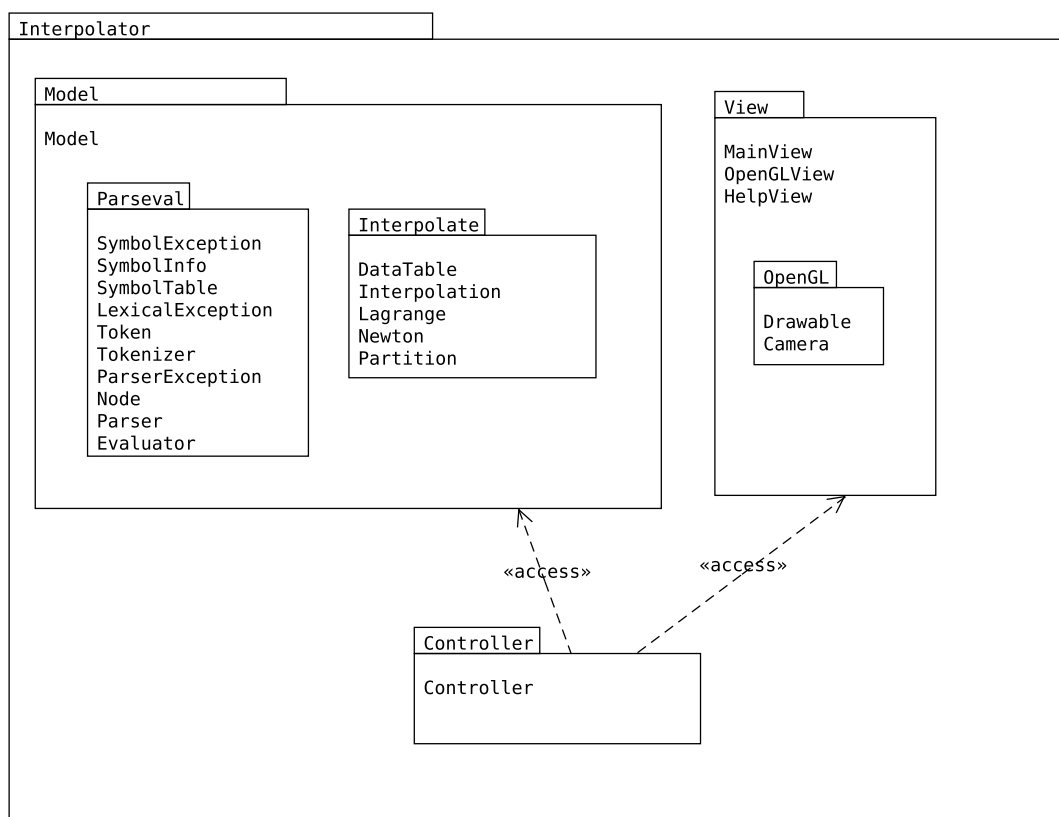 Interpolator
Model
Model
Parseval
SymbolException
SymbolInfo
SymbolTable
LexicalException
Token
Tokenizer
ParserException
Node
Parser
Evaluator
Interpolate
DataTable
Interpolation
Lagrange
Newton
Partition
View
MainView
OpenGLView
HelpView
OpenGL
Drawable
Camera
«access»
«access»
Controller
Controller